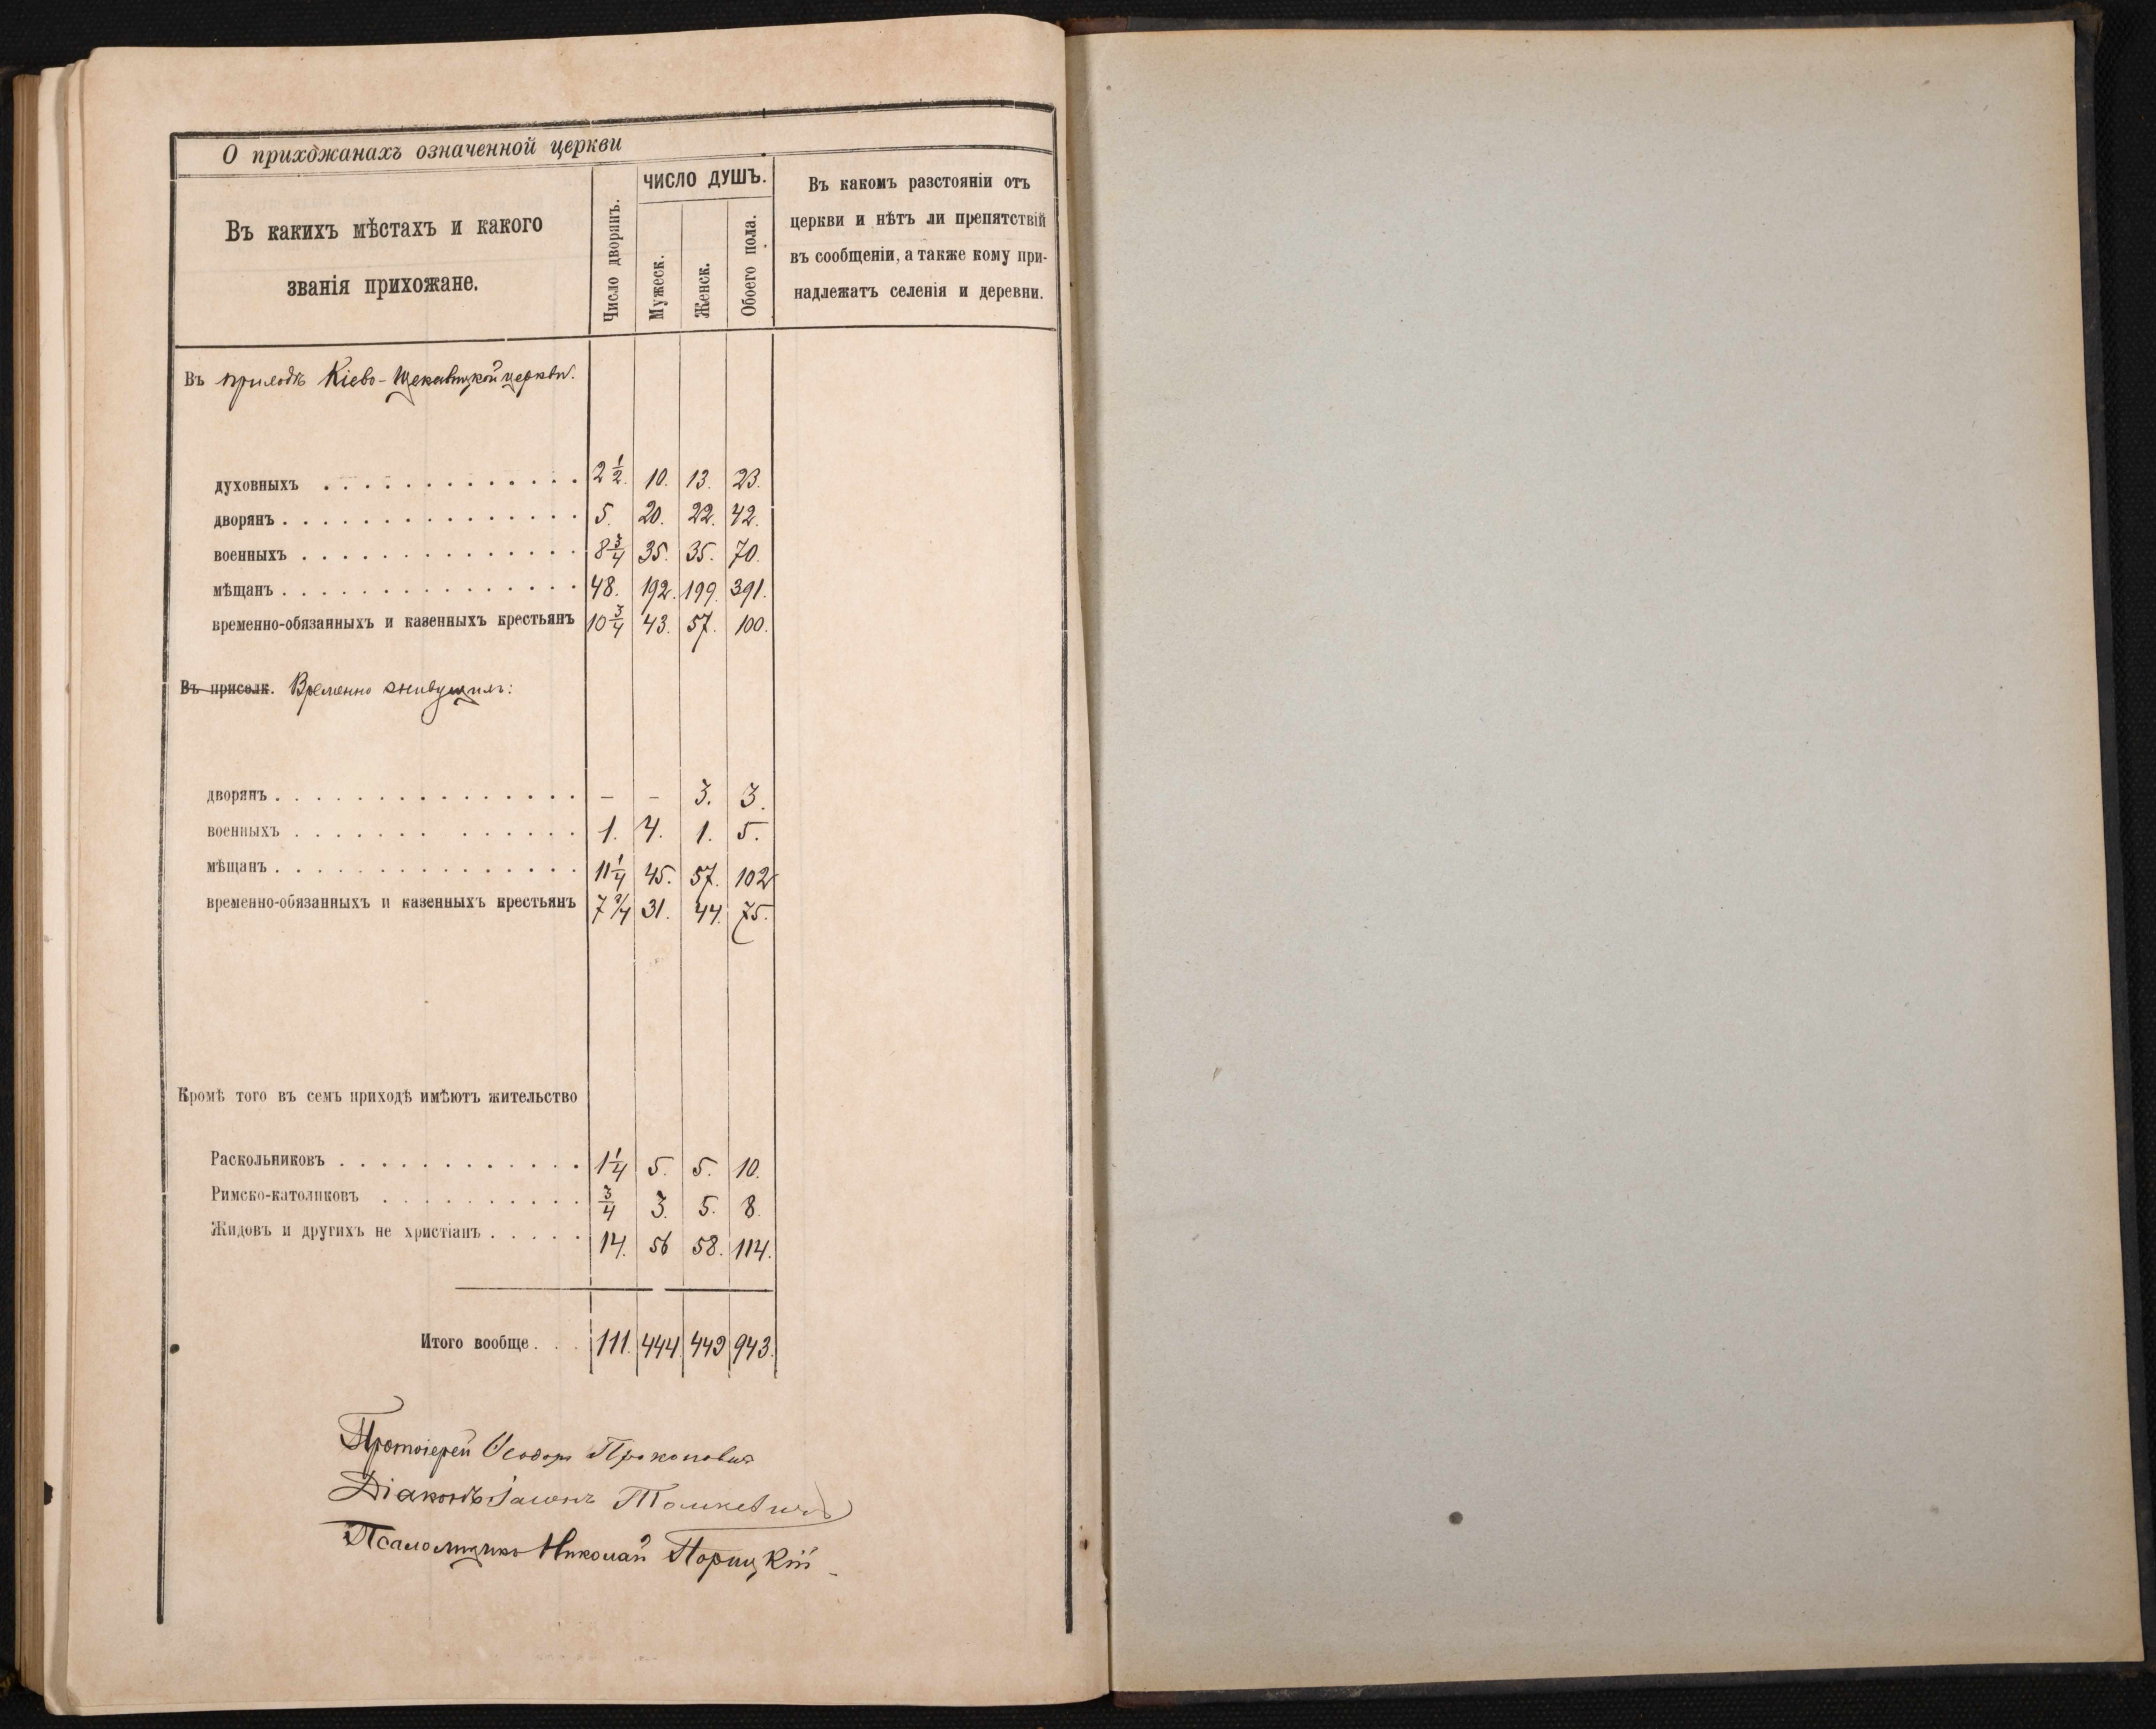 О прихожанахъ означенной церкви
Въ какихъ мѣстахъ и какого
званія прихожане.
Число дворянъ.
ЧИСЛО ДУШЪ.
Мужеск.
Женск.
Обоего пола.
Въ какомъ разстояніи отъ
церкви и нѣтъ ли препятствій
въ сообщеніи, а также кому при-
надлежатъ селенія и деревни.
Въ приходѣ Кіево-Щекавицкой церкви.
духовныхъ . . . . . . . . . . . . . 2 1/2. 10. 13. 23.
дворянъ . . . . . . . . . . . . . . . 5. 20. 22. 42.
военныхъ . . . . . . . . . . . . . . 8 3/4 35. 35. 70.
мѣщанъ . . . . . . . . . . . . . . . 48. 192. 199. 391.
временно-обязанныхъ и казенныхъ крестьянъ 10 3/4 43. 57. 100.
Въ приселк. Временно живущихъ:
дворянъ . . . . . . . . . . . . . . . – – 3. 3.
военныхъ . . . . . . . . . . . . . 1. 4. 1. 5.
мѣщанъ . . . . . . . . . . . . . . . 11 1/4 45. 57. 102
временно-обязанныхъ и казенныхъ крестьянъ 7 3/4 31. 44. 75.
Кромѣ того въ семъ приходѣ имѣютъ жительство
Раскольниковъ . . . . . . . . . . . . 1 1/4 5. 5. 10.
Римско-католиковъ . . . . . . . . . . 3/4 3. 5. 8.
Жидовъ и другихъ не христіанъ . . . . . 14. 56 58. 114.
Итого вообще . . . 111. 444. 449 943.
Протоіерей Ѳеодоръ Прокоповичъ
Діаконъ Іасонъ Томкевичъ
Псаломщикъ Николай Порицкій